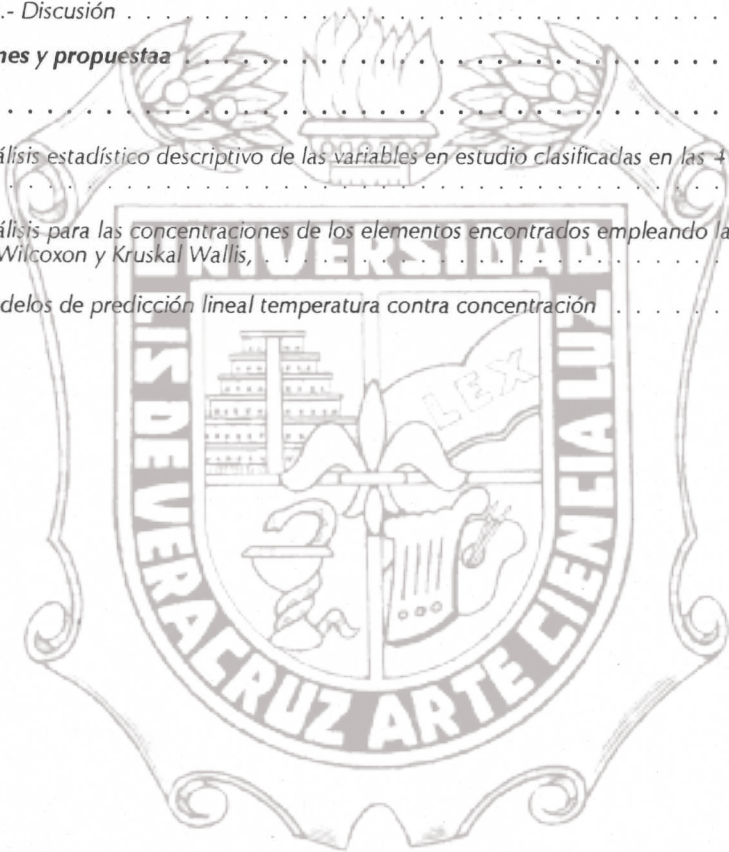 .- Discusión . . . . . . . . . . . . . . . . . . . . . . . . . . . . . . . . . . .
nes y propuestaa . . . . . . . . . . . . . . . . . . . . . . . . . . . . . .
. . . . . . . . . . . . . . . . . . . . . . . . . . . . . . . . . . . . . . . . . .
álisis estadístico descriptivo de las variables en estudio clasificadas en las 4
. . . . . . . . . . . . . . . . . . . . . . . . . . . . . . . . . . . . . . . . .
álisis para las concentraciones de los elementos encontrados empleando la
Wilcoxon y Kruskal Wallis, . . . . . . . . . . . . . . . . . . . . . . . . .
delos de predicción lineal temperatura contra concentración . . . . . .
UNIVERSIDAD
LIS DE VERACRUZ ARTE CIENCIA LUZ
LEX